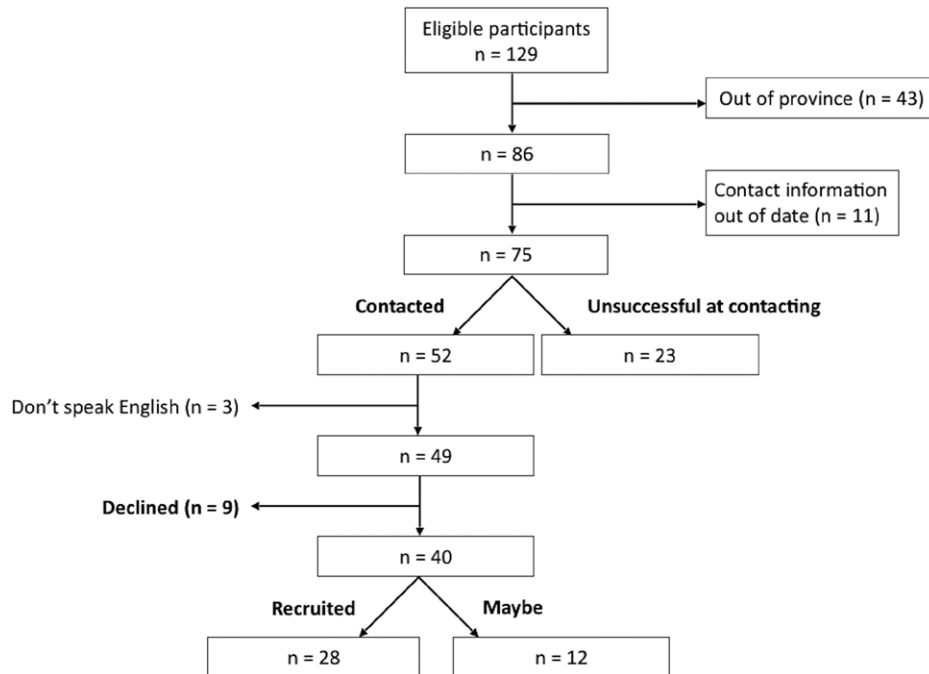 Eligible participants
n = 129
Out of province (n = 43)
n = 86
Contact information
out of date (n = 11)
n = 75
Contacted
Unsuccessful at contacting
n = 52
n = 23
Don’t speak English (n = 3)
n = 49
Declined (n = 9)
n = 40
Recruited
Maybe
n = 28
n = 12